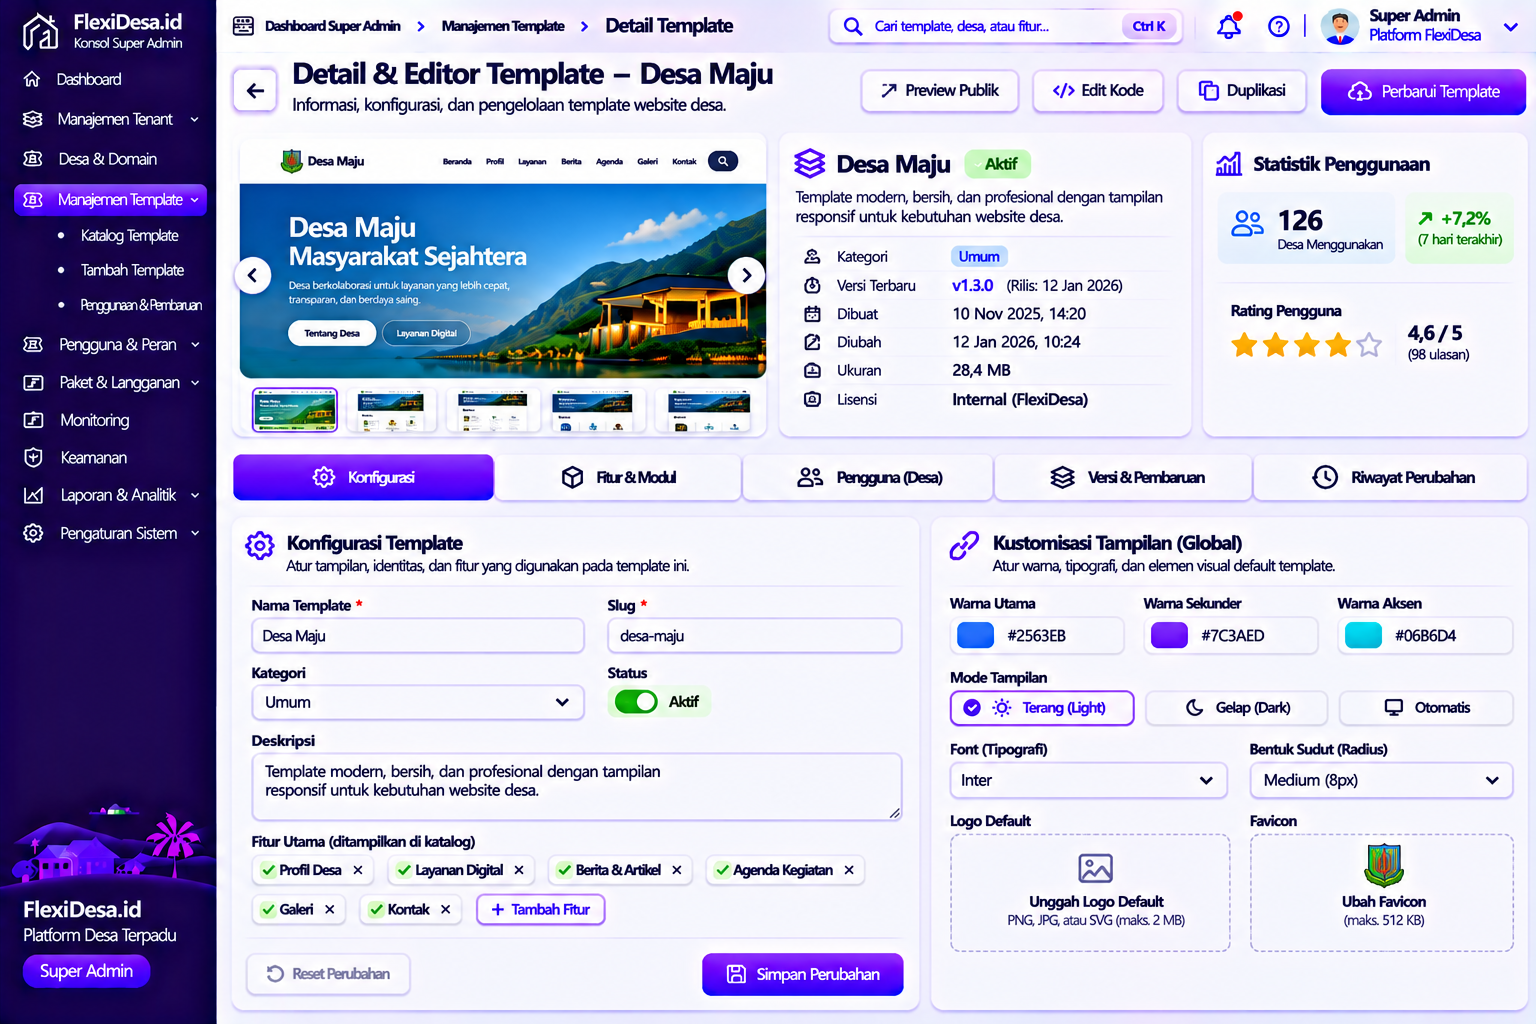 FlexiDesa.id
Konsol Super Admin
Dashboard
Manajemen Tenant
Desa & Domain
Manajemen Template
Katalog Template
Tambah Template
Penggunaan & Pembaruan
Pengguna & Peran
Paket & Langganan
Monitoring
Keamanan
Laporan & Analitik
Pengaturan Sistem
FlexiDesa.id
Platform Desa Terpadu
Super Admin
Dashboard Super Admin
Manajemen Template
Detail Template
Cari template, desa, atau fitur...
Ctrl K
Super Admin
Platform FlexiDesa
Detail & Editor Template – Desa Maju
Informasi, konfigurasi, dan pengelolaan template website desa.
Preview Publik
</> Edit Kode
Duplikasi
Perbarui Template
Desa Maju
Beranda
Profil
Layanan
Berita
Agenda
Galeri
Kontak
Desa Maju
Masyarakat Sejahtera
Desa berkolaborasi untuk layanan yang lebih cepat,
transparan, dan berdaya saing.
Tentang Desa
Layanan Digital
Desa Maju
Aktif
Template modern, bersih, dan profesional dengan tampilan
responsif untuk kebutuhan website desa.
Kategori
Umum
Versi Terbaru
v1.3.0 (Rilis: 12 Jan 2026)
Dibuat
10 Nov 2025, 14:20
Diubah
12 Jan 2026, 10:24
Ukuran
28,4 MB
Lisensi
Internal (FlexiDesa)
Statistik Penggunaan
126
Desa Menggunakan
+7,2%
(7 hari terakhir)
Rating Pengguna
4,6 / 5
(98 ulasan)
Konfigurasi
Fitur & Modul
Pengguna (Desa)
Versi & Pembaruan
Riwayat Perubahan
Konfigurasi Template
Atur tampilan, identitas, dan fitur yang digunakan pada template ini.
Nama Template *
Desa Maju
Slug *
desa-maju
Kategori
Umum
Status
Aktif
Deskripsi
Template modern, bersih, dan profesional dengan tampilan
responsif untuk kebutuhan website desa.
Fitur Utama (ditampilkan di katalog)
Profil Desa
Layanan Digital
Berita & Artikel
Agenda Kegiatan
Galeri
Kontak
+ Tambah Fitur
Reset Perubahan
Simpan Perubahan
Kustomisasi Tampilan (Global)
Atur warna, tipografi, dan elemen visual default template.
Warna Utama
#2563EB
Warna Sekunder
#7C3AED
Warna Aksen
#06B6D4
Mode Tampilan
Terang (Light)
Gelap (Dark)
Otomatis
Font (Tipografi)
Inter
Bentuk Sudut (Radius)
Medium (8px)
Logo Default
Unggah Logo Default
PNG, JPG, atau SVG (maks. 2 MB)
Favicon
Ubah Favicon
(maks. 512 KB)